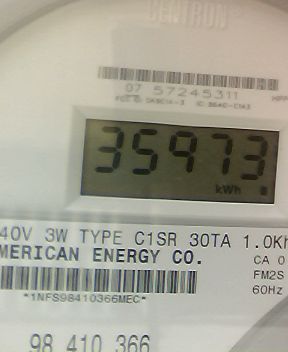 CENTRON
07 57245311
35973
kWh
40V 3W TYPE C1SR 30TA 1.0Kh
MERICAN ENERGY CO.
CA 0
FM2S
60Hz
*1NFS98410366MEC*
98 410 366